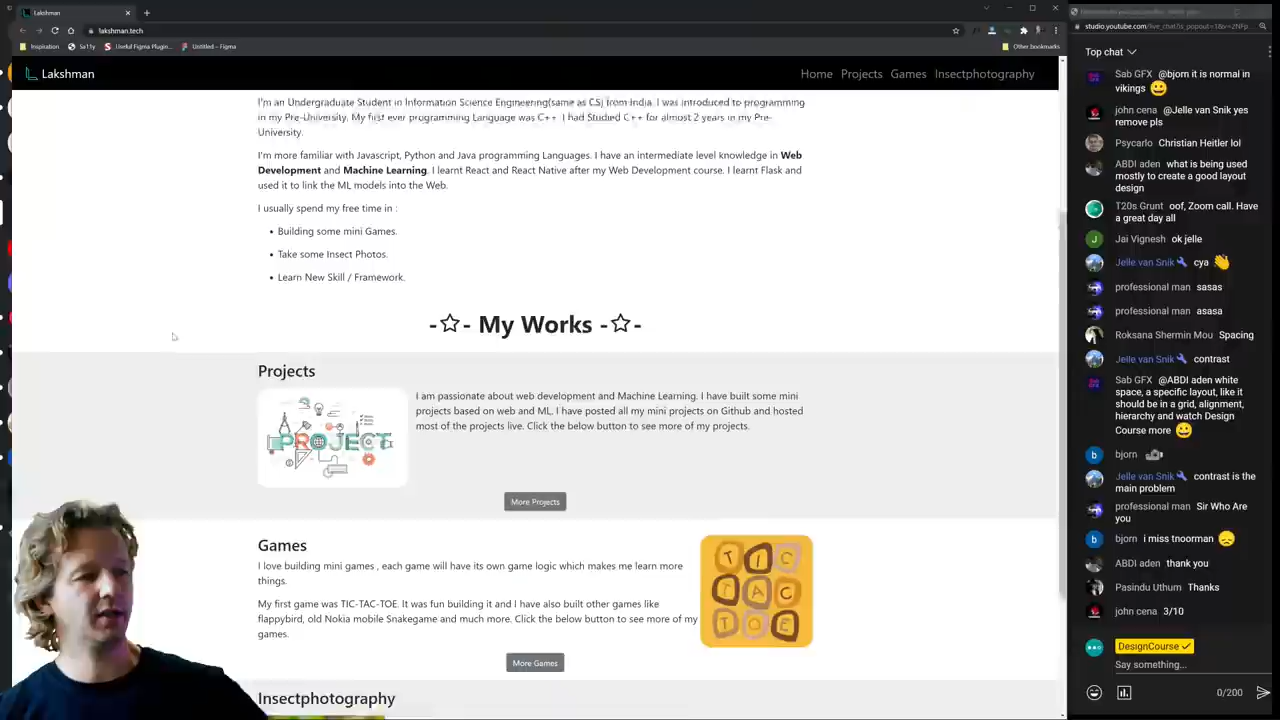 Lakshman
lakshman.tech
Inspiration
Sa11y
Useful Figma Plugin...
Untitled – Figma
Other bookmarks
Lakshman
Home
Projects
Games
Insectphotography
I'm an Undergraduate Student in Information Science Engineering(same as CS) from India. I was introduced to programming
in my Pre-University. My first ever programming Language was C++. I had Studied C++ for almost 2 years in my Pre-
University.
I'm more familiar with Javascript, Python and Java programming Languages. I have an intermediate level knowledge in Web
Development and Machine Learning. I learnt React and React Native after my Web Development course. I learnt Flask and
used it to link the ML models into the Web.
I usually spend my free time in :
• Building some mini Games.
• Take some Insect Photos.
• Learn New Skill / Framework.
-☆- My Works -☆-
Projects
PROJECT
I am passionate about web development and Machine Learning. I have built some mini
projects based on web and ML. I have posted all my mini projects on Github and hosted
most of the projects live. Click the below button to see more of my projects.
More Projects
Games
I love building mini games , each game will have its own game logic which makes me learn more
things.
My first game was TIC-TAC-TOE. It was fun building it and I have also built other games like
flappybird, old Nokia mobile Snakegame and much more. Click the below button to see more of my
games.
T I C
T A C
T O E
More Games
Insectphotography
studio.youtube.com/live_chat?is_popout=1&v=ZNFp
Top chat
Sab GFX @bjorn it is normal in
vikings 😀
john cena @Jelle van Snik yes
remove pls
Psycarlo Christian Heitler lol
ABDI aden what is being used
mostly to create a good layout
design
T20s Grunt oof, Zoom call. Have
a great day all
J
Jai Vignesh ok jelle
Jelle van Snik cya 👋
professional man sasas
professional man asasa
Roksana Shermin Mou Spacing
Jelle van Snik contrast
Sab GFX @ABDI aden white
space, a specific layout, like it
should be in a grid, alignment,
hierarchy and watch Design
Course more 😀
b
bjorn
Jelle van Snik contrast is the
main problem
professional man Sir Who Are
you
b
bjorn i miss tnoorman 😞
ABDI aden thank you
Pasindu Uthum Thanks
john cena 3/10
DesignCourse
Say something...
0/200